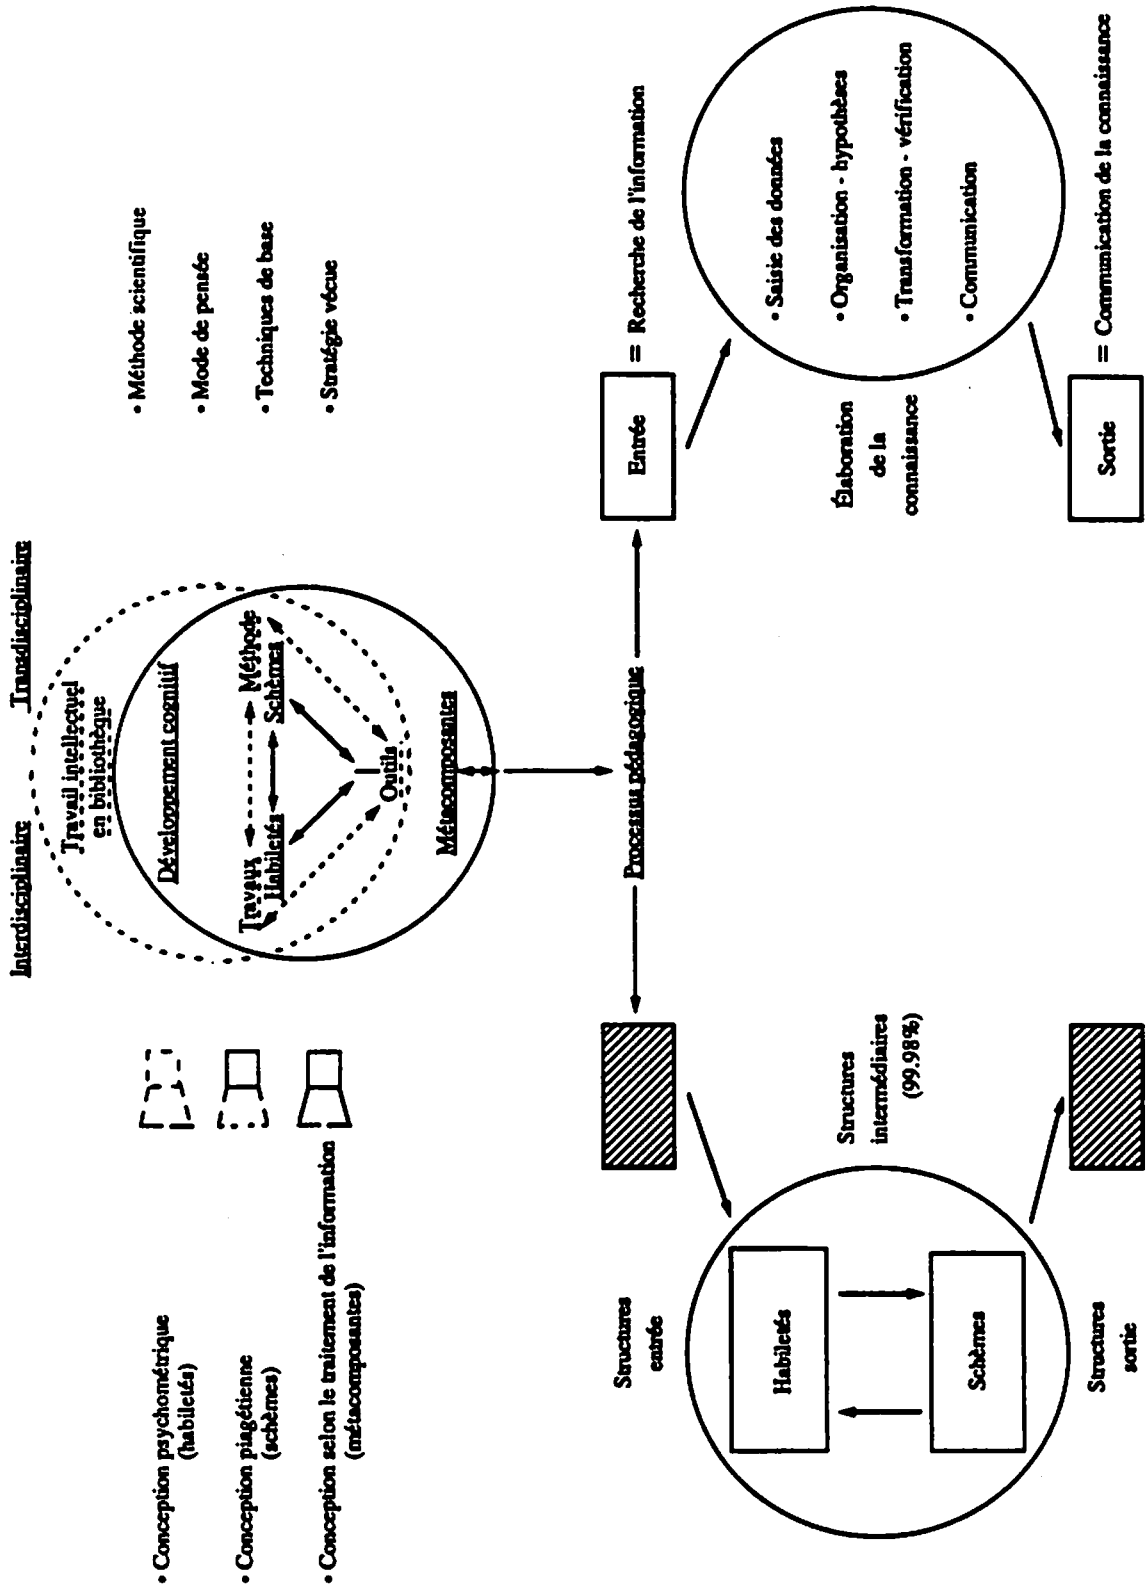 Interdisciplinaire
Transdisciplinaire
Travail intellectuel
en bibliothèque
• Conception psychométrique
(habiletés)
• Conception piagétienne
(schèmes)
• Conception selon le traitement de l'information
(métacomposantes)
Développement cognitif
Travaux
Méthode
Habiletés
Schèmes
Outils
Métacomposantes
• Méthode scientifique
• Mode de pensée
• Techniques de base
• Stratégie vécue
Processus pédagogique
Structures
entrée
Habiletés
Schèmes
Structures
intermédiaires
(99.98%)
Structures
sortie
Entrée
= Recherche de l'information
Élaboration
de la
connaissance
• Saisie des données
• Organisation - hypothèses
• Transformation - vérification
• Communication
Sortie
= Communication de la connaissance